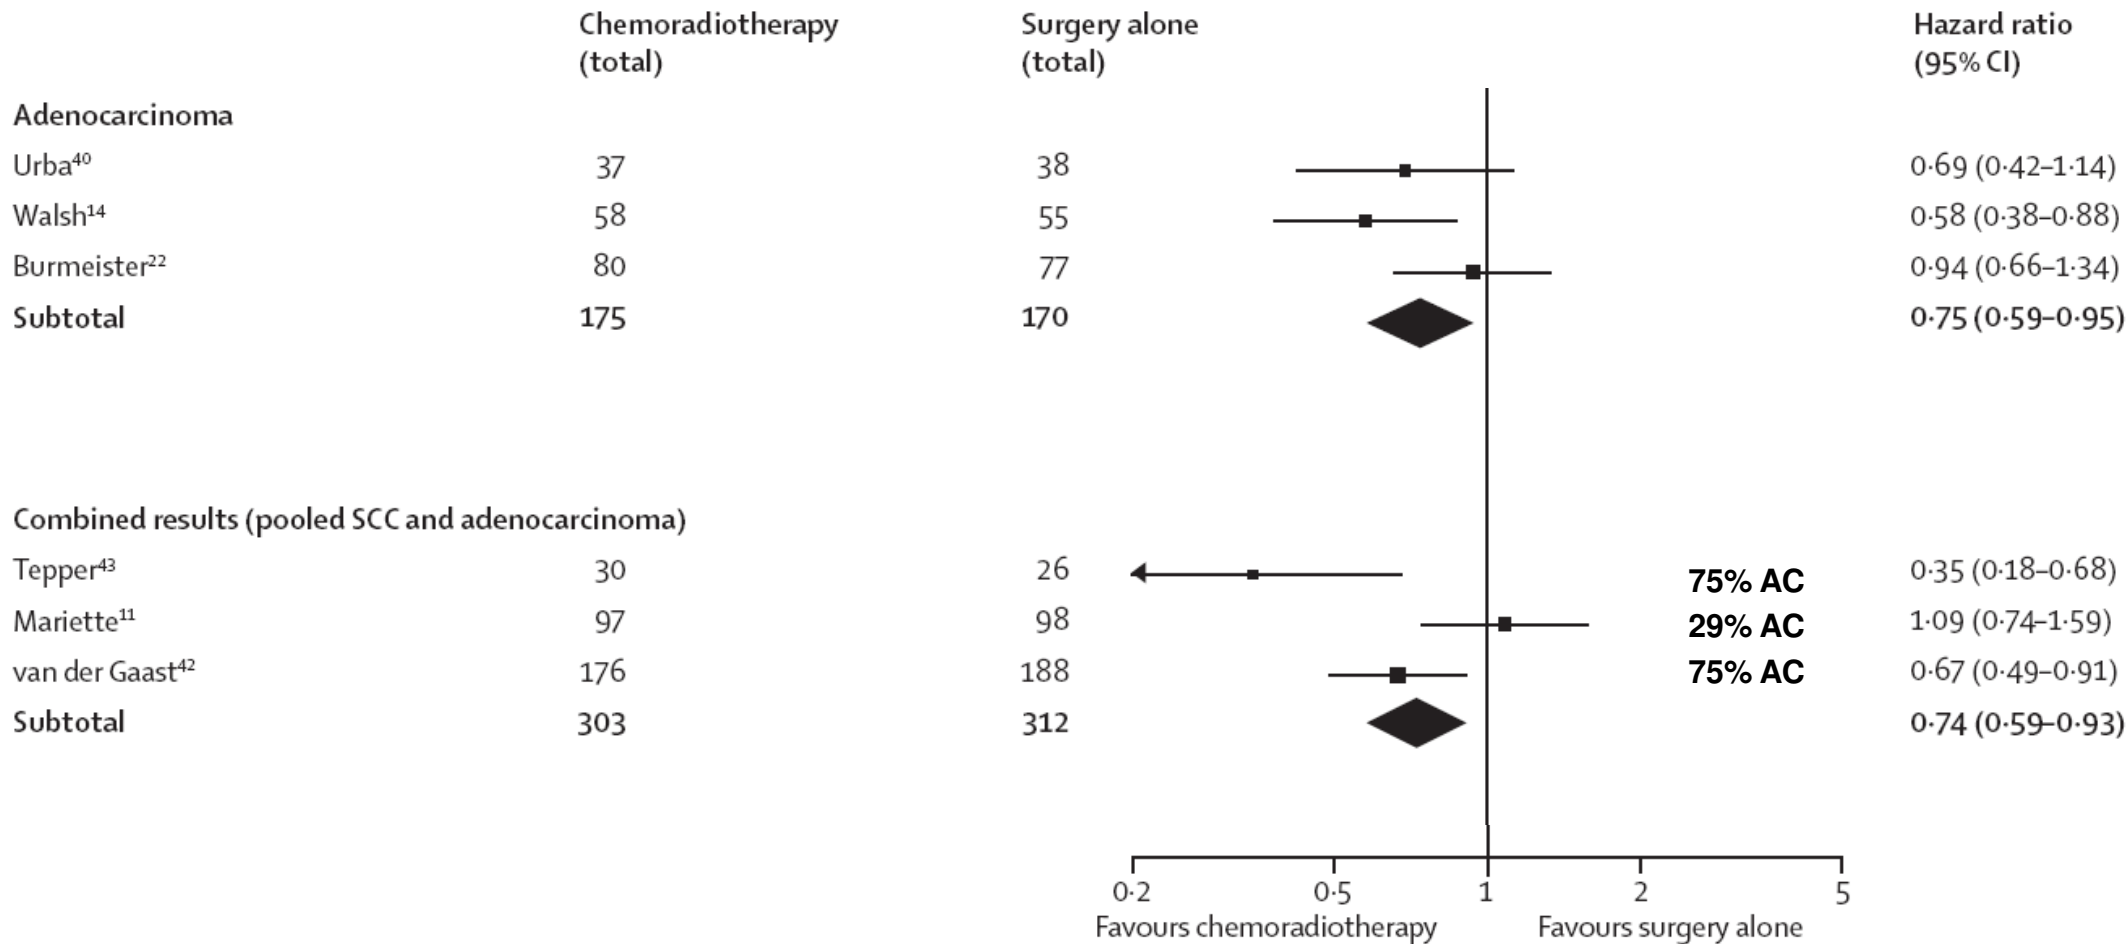 Chemoradiotherapy Surgery alone Hazard ratio
(total) (total) (95% CI)
Adenocarcinoma
Urba⁴⁰ 37 38 0·69 (0·42–1·14)
Walsh¹⁴ 58 55 0·58 (0·38–0·88)
Burmeister²² 80 77 0·94 (0·66–1·34)
Subtotal 175 170 0·75 (0·59–0·95)
Combined results (pooled SCC and adenocarcinoma)
Tepper⁴³ 30 26 75% AC 0·35 (0·18–0·68)
Mariette¹¹ 97 98 29% AC 1·09 (0·74–1·59)
van der Gaast⁴² 176 188 75% AC 0·67 (0·49–0·91)
Subtotal 303 312 0·74 (0·59–0·93)
0·2 0·5 1 2 5
Favours chemoradiotherapy Favours surgery alone